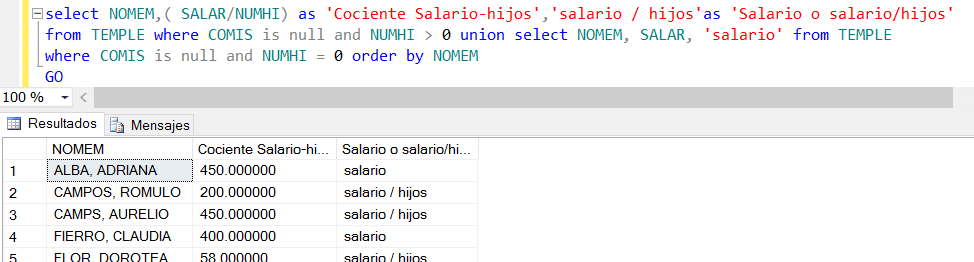 select NOMEM,( SALAR/NUMHI) as 'Cociente Salario-hijos','salario / hijos'as 'Salario o salario/hijos'
from TEMPLE where COMIS is null and NUMHI > 0 union select NOMEM, SALAR, 'salario' from TEMPLE
where COMIS is null and NUMHI = 0 order by NOMEM
GO
100 %
Resultados Mensajes
NOMEM Cociente Salario-hi... Salario o salario/hi...
1 ALBA, ADRIANA 450.000000 salario
2 CAMPOS, ROMULO 200.000000 salario / hijos
3 CAMPS, AURELIO 450.000000 salario / hijos
4 FIERRO, CLAUDIA 400.000000 salario
5 FLOR, DOROTEA 58.000000 salario / hijos